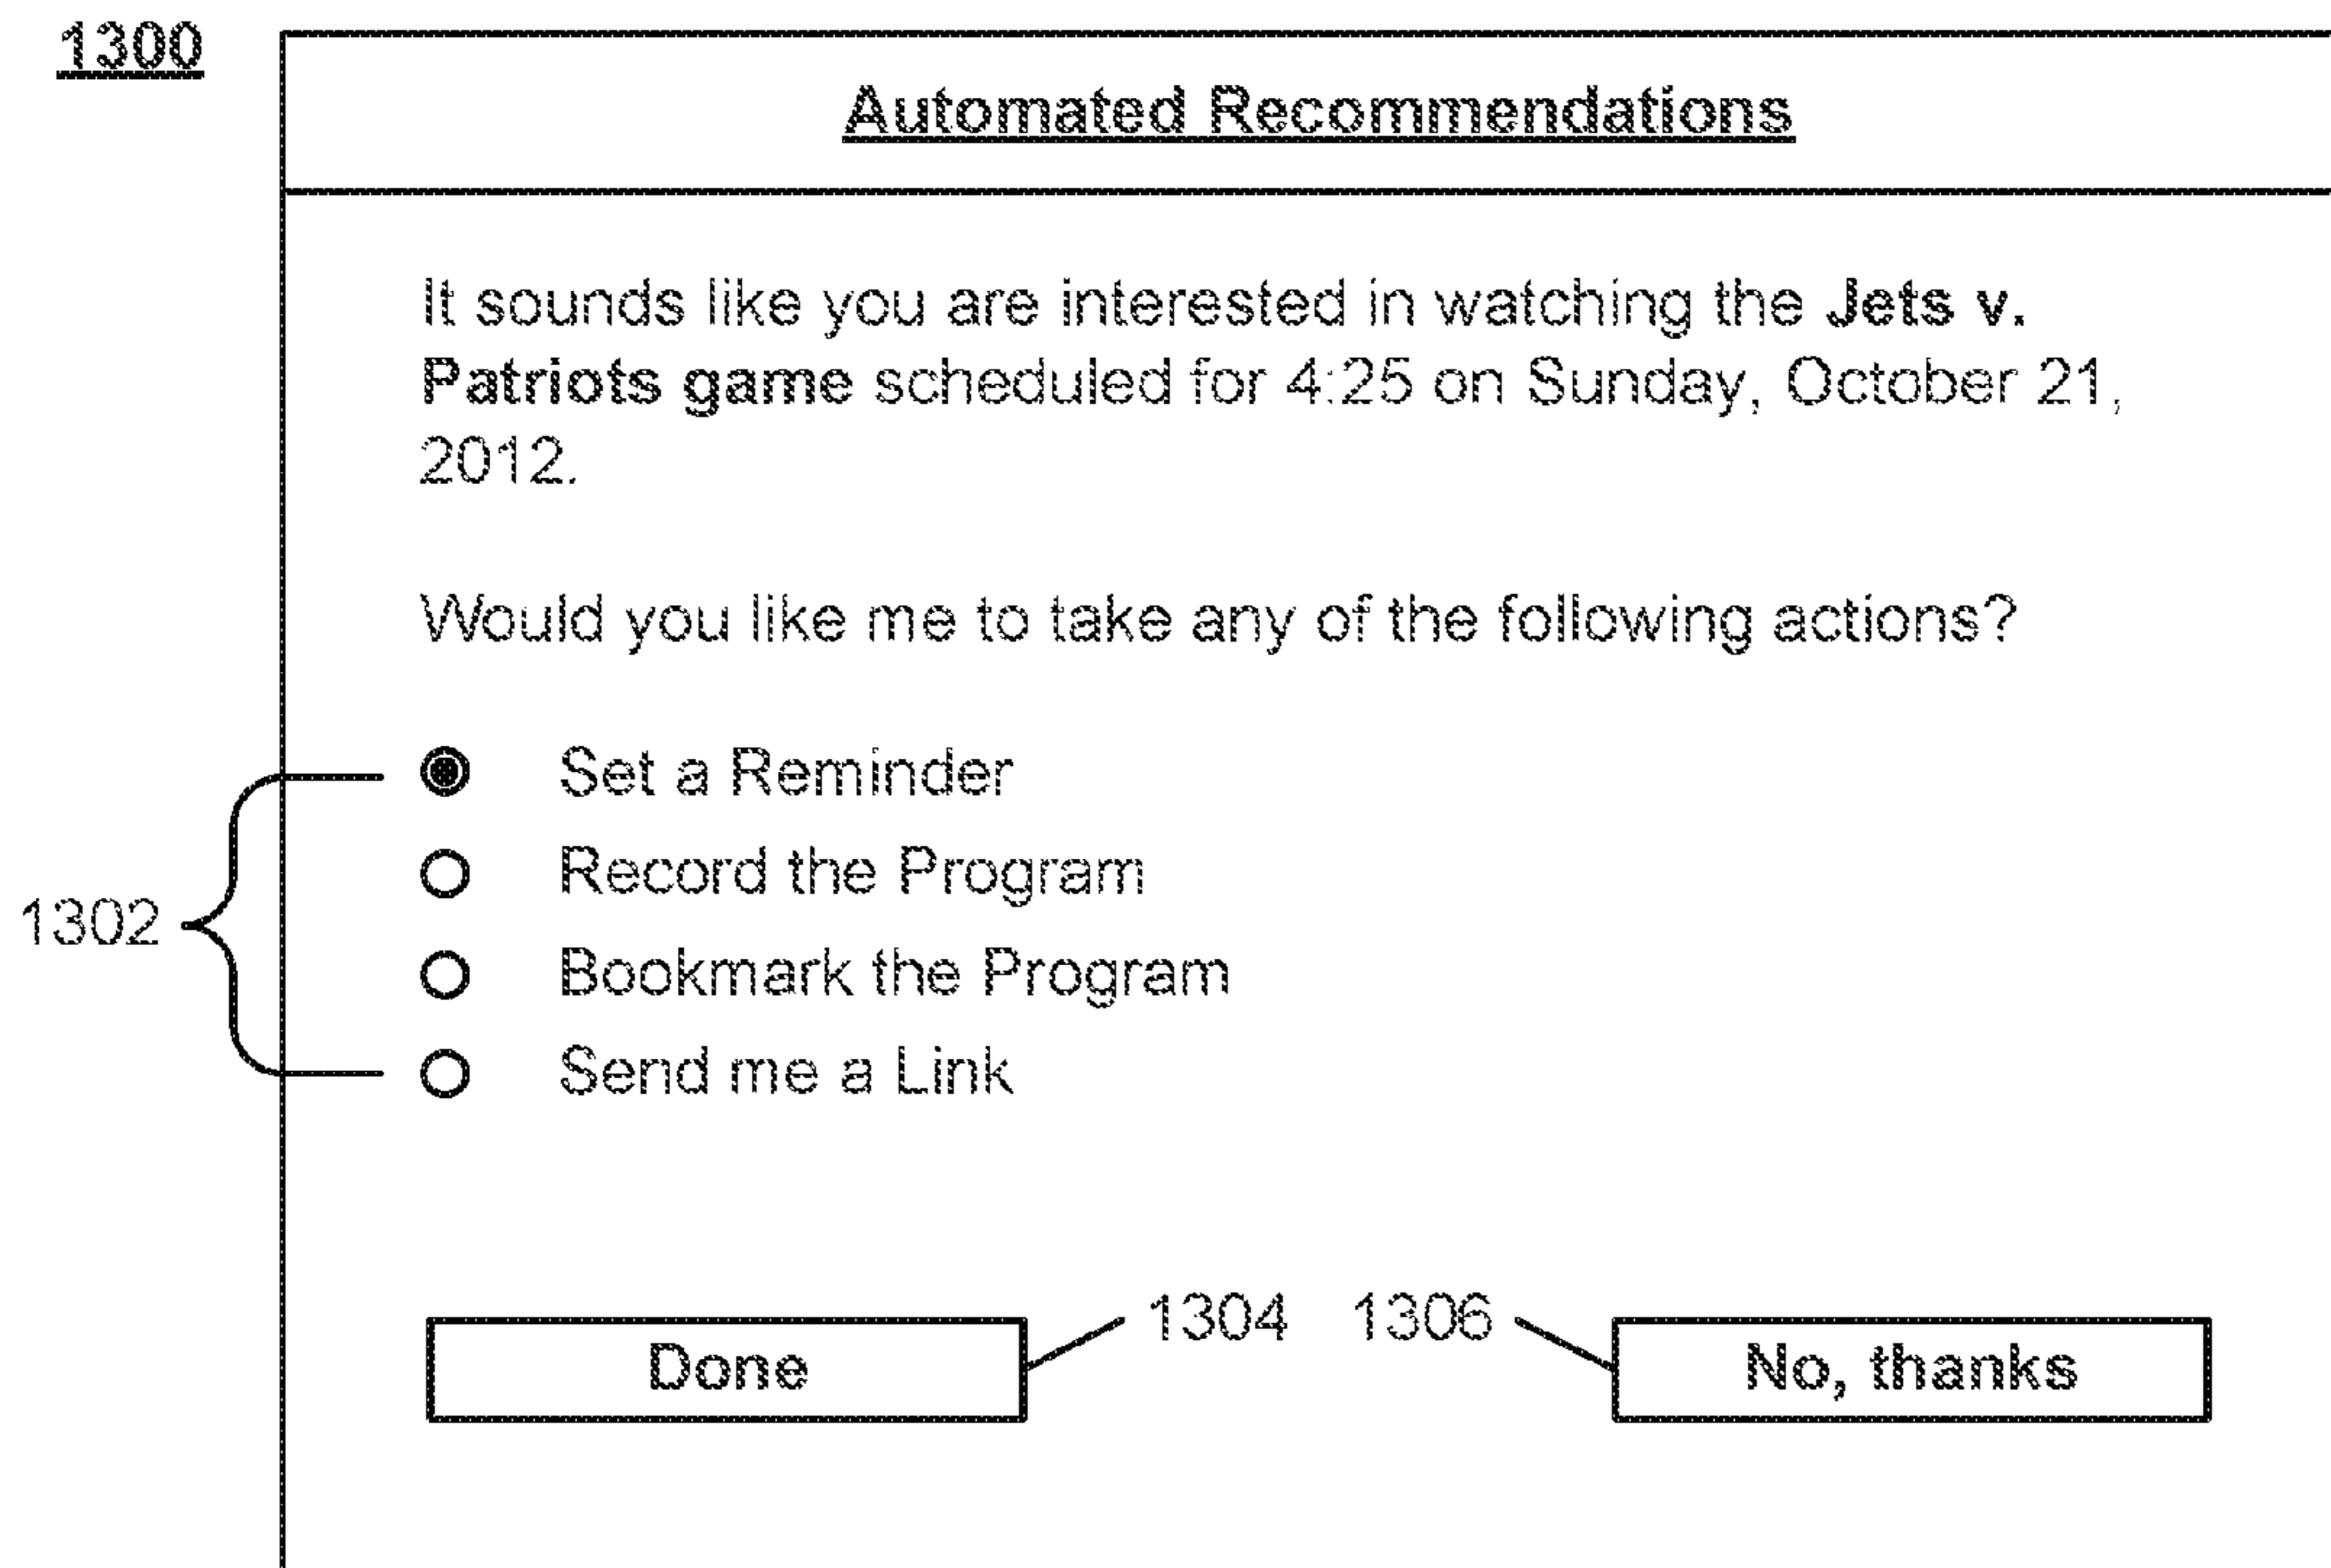 1300
Automated Recommendations
It sounds like you are interested in watching the Jets v.
Patriots game scheduled for 4:25 on Sunday, October 21,
2012.
Would you like me to take any of the following actions?
Set a Reminder
Record the Program
1302
Bookmark the Program
Send me a Link
Done
1304
1306
No, thanks